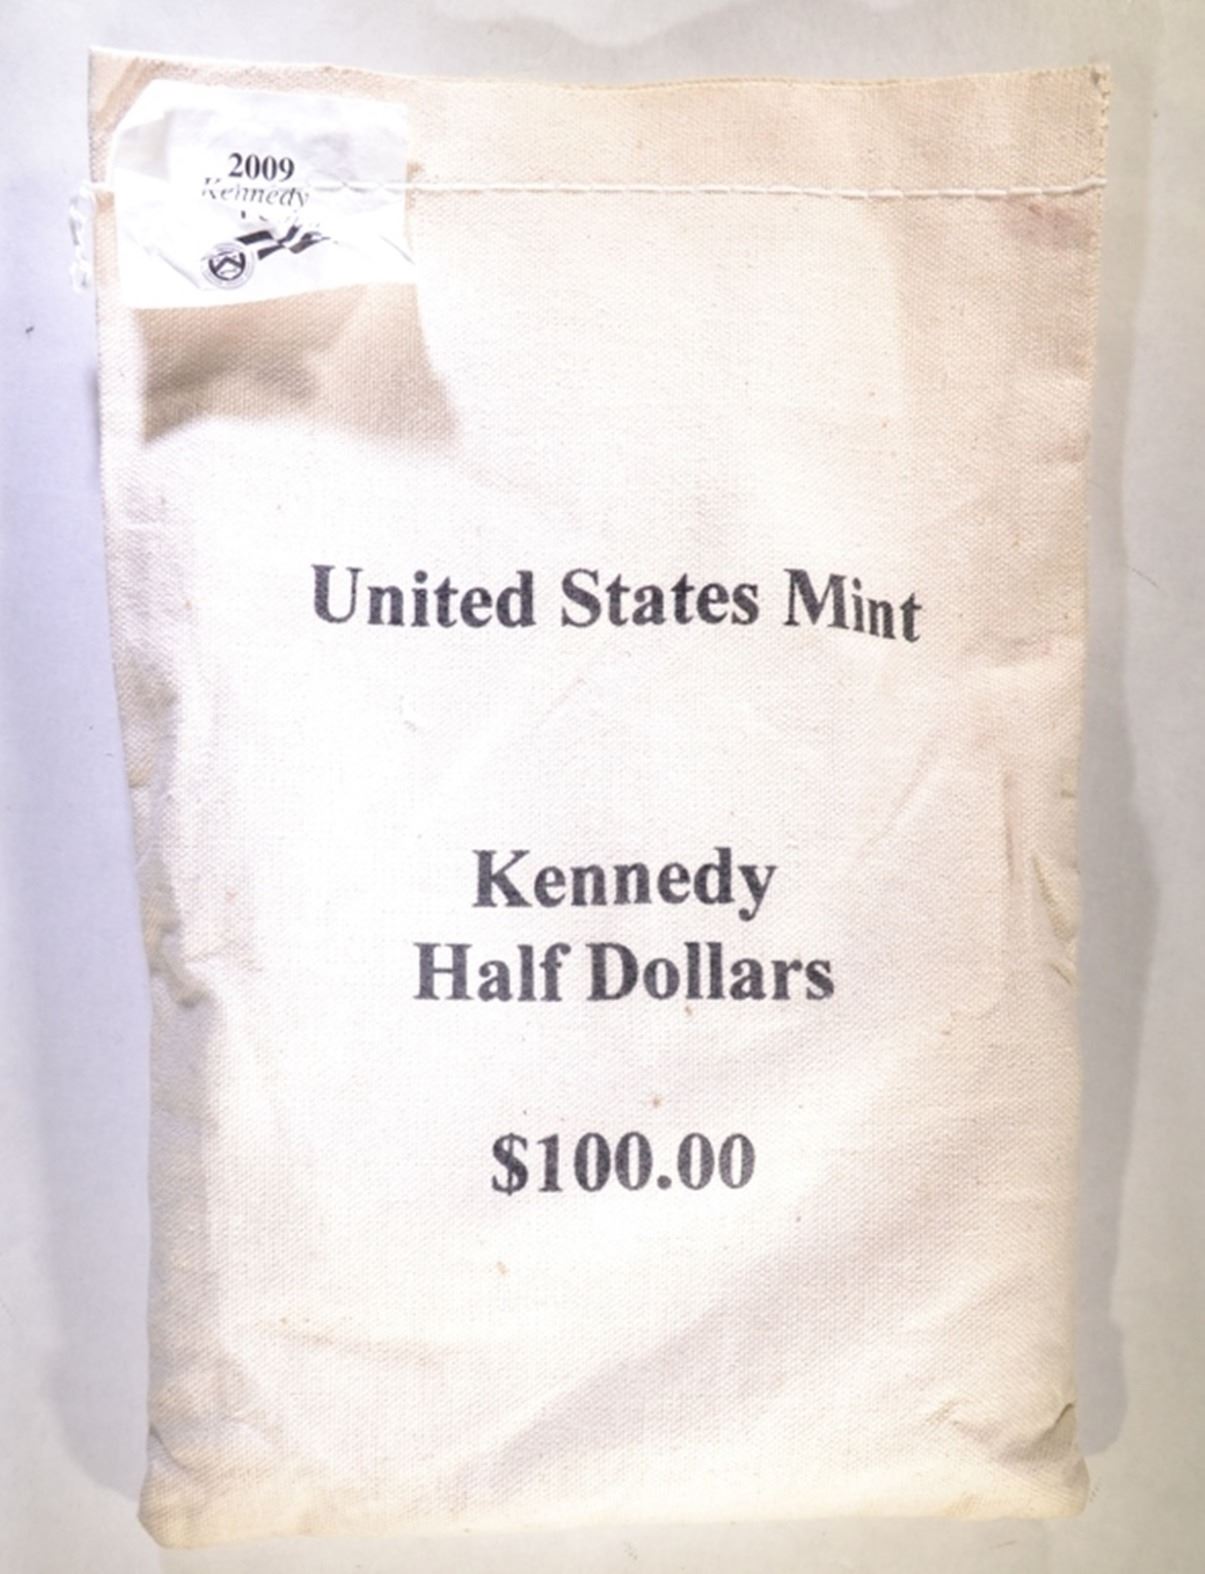 2009
Kennedy
United States Mint
Kennedy
Half Dollars
$100.00